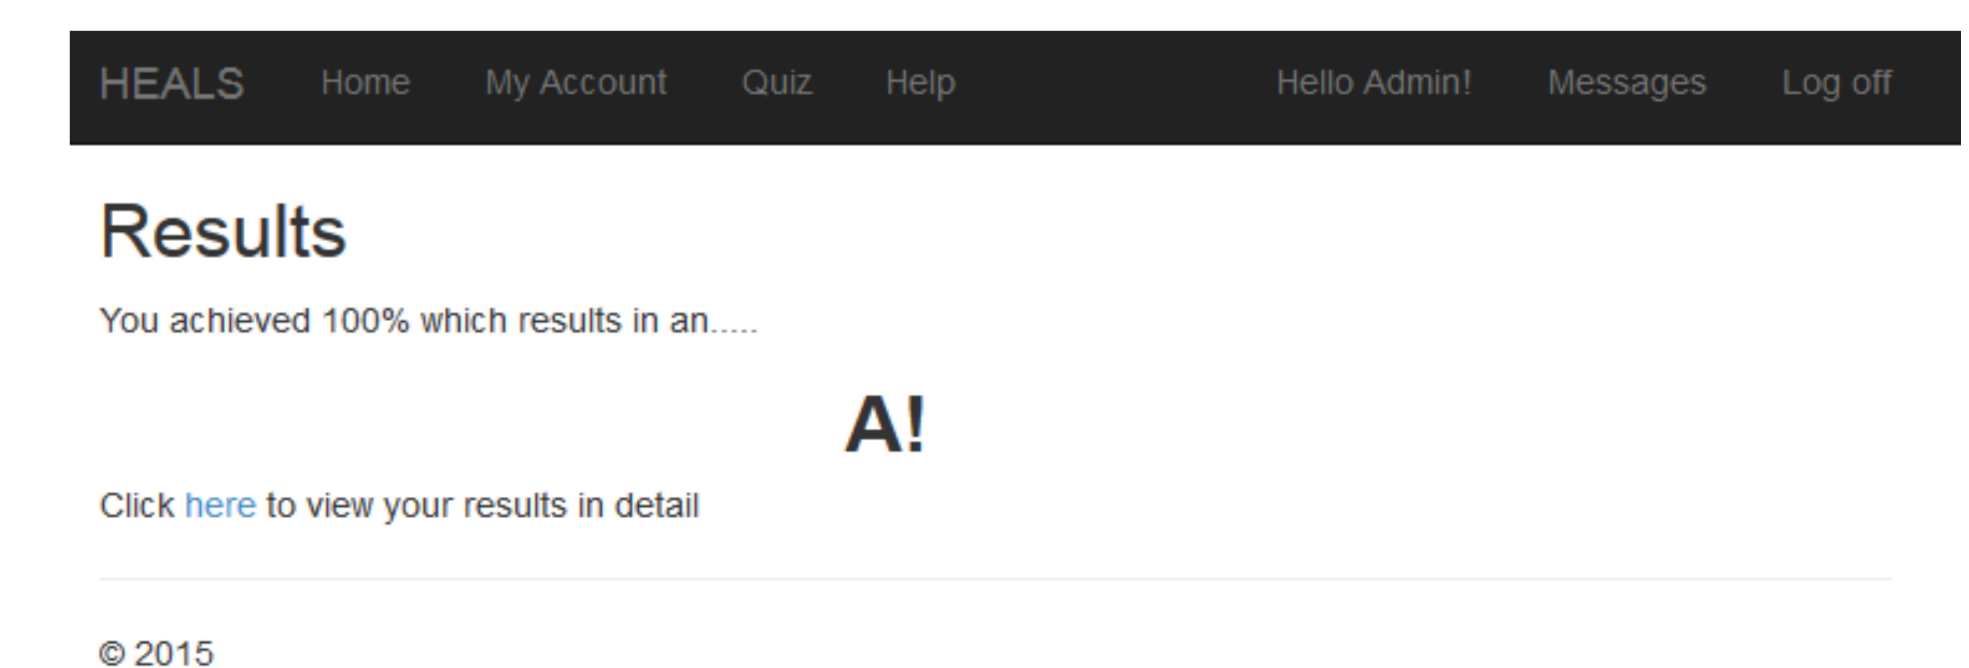 HEALS Home My Account Quiz Help Hello Admin! Messages Log off
Results
You achieved 100% which results in an.....
A!
Click here to view your results in detail
© 2015